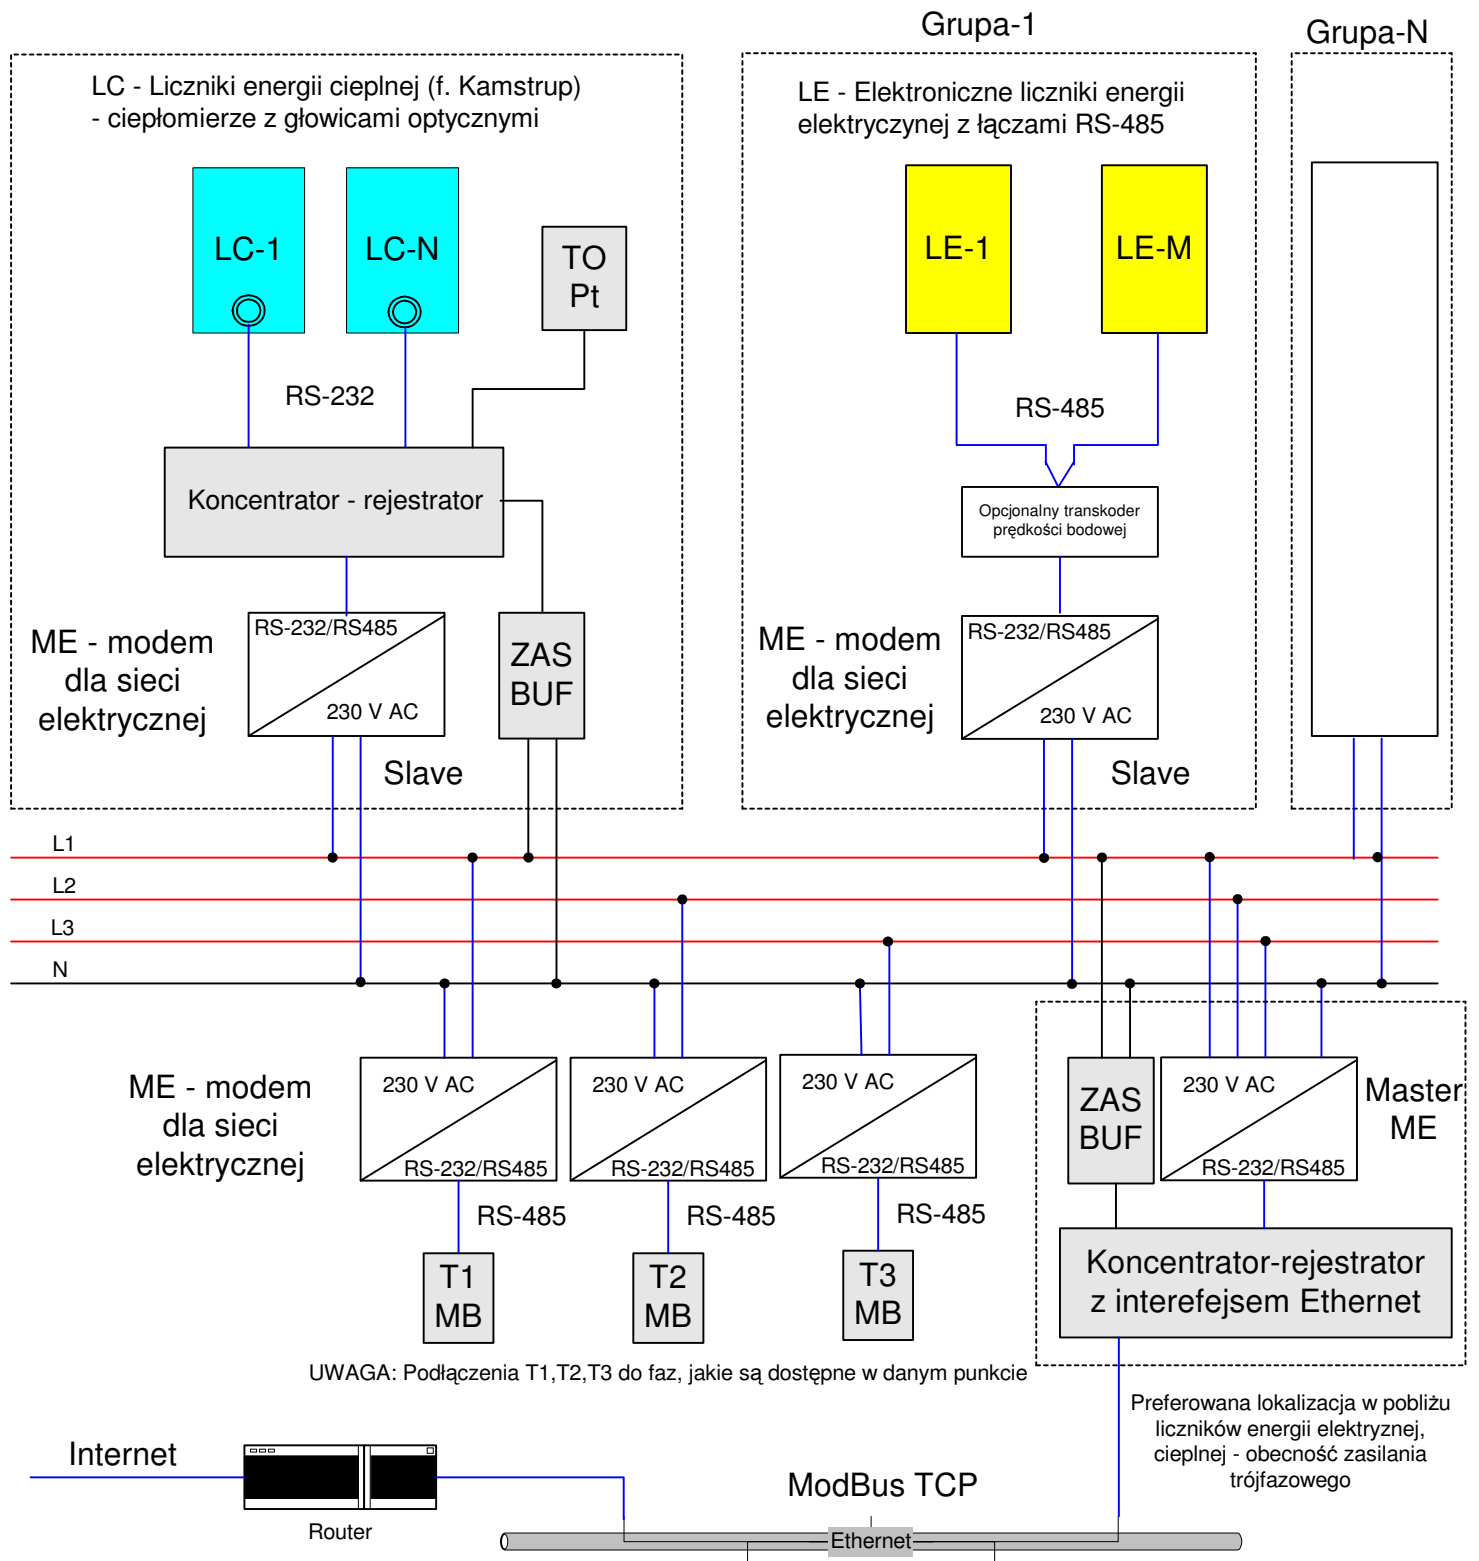 Grupa-1
Grupa-N
LC - Liczniki energii cieplnej (f. Kamstrup)
- ciepłomierze z głowicami optycznymi
LE - Elektroniczne liczniki energii
elektryczynej z łączami RS-485
LC-1
LC-N
TO
Pt
LE-1
LE-M
RS-232
RS-485
Koncentrator - rejestrator
Opcjonalny transkoder
prędkości bodowej
ME - modem
dla sieci
elektrycznej
RS-232/RS485
230 V AC
ZAS
BUF
Slave
ME - modem
dla sieci
elektrycznej
RS-232/RS485
230 V AC
Slave
L1
L2
L3
N
ME - modem
dla sieci
elektrycznej
230 V AC
RS-232/RS485
230 V AC
RS-232/RS485
230 V AC
RS-232/RS485
ZAS
BUF
230 V AC
RS-232/RS485
Master
ME
RS-485
RS-485
RS-485
T1
MB
T2
MB
T3
MB
Koncentrator-rejestrator
z interefejsem Ethernet
UWAGA: Podłączenia T1,T2,T3 do faz, jakie są dostępne w danym punkcie
Preferowana lokalizacja w pobliżu
liczników energii elektryznej,
cieplnej - obecność zasilania
trójfazowego
Internet
Router
ModBus TCP
Ethernet